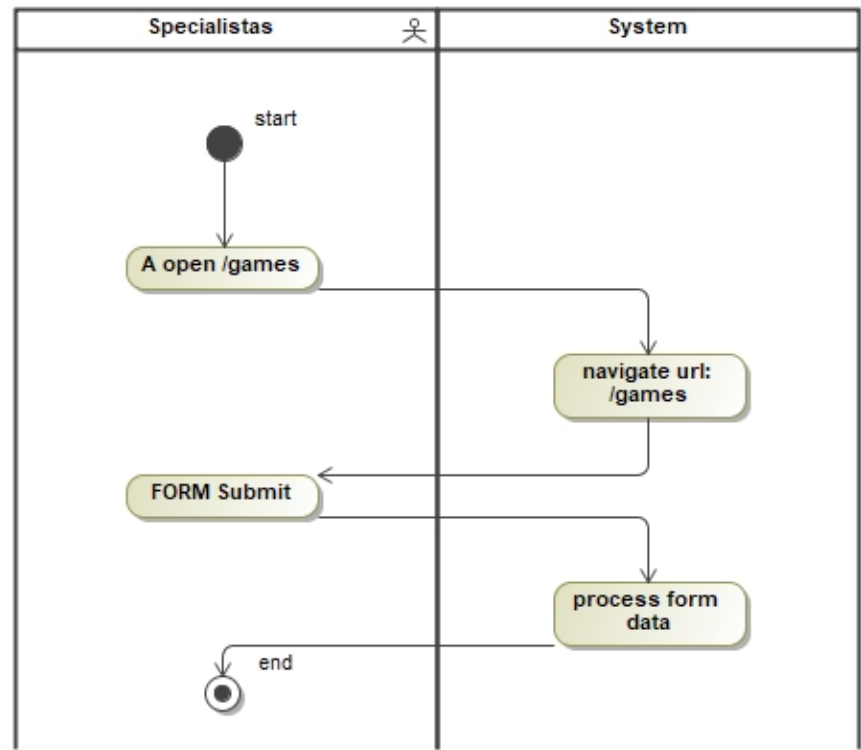 Specialistas
System
start
A open /games
navigate url:
/games
FORM Submit
process form
data
end